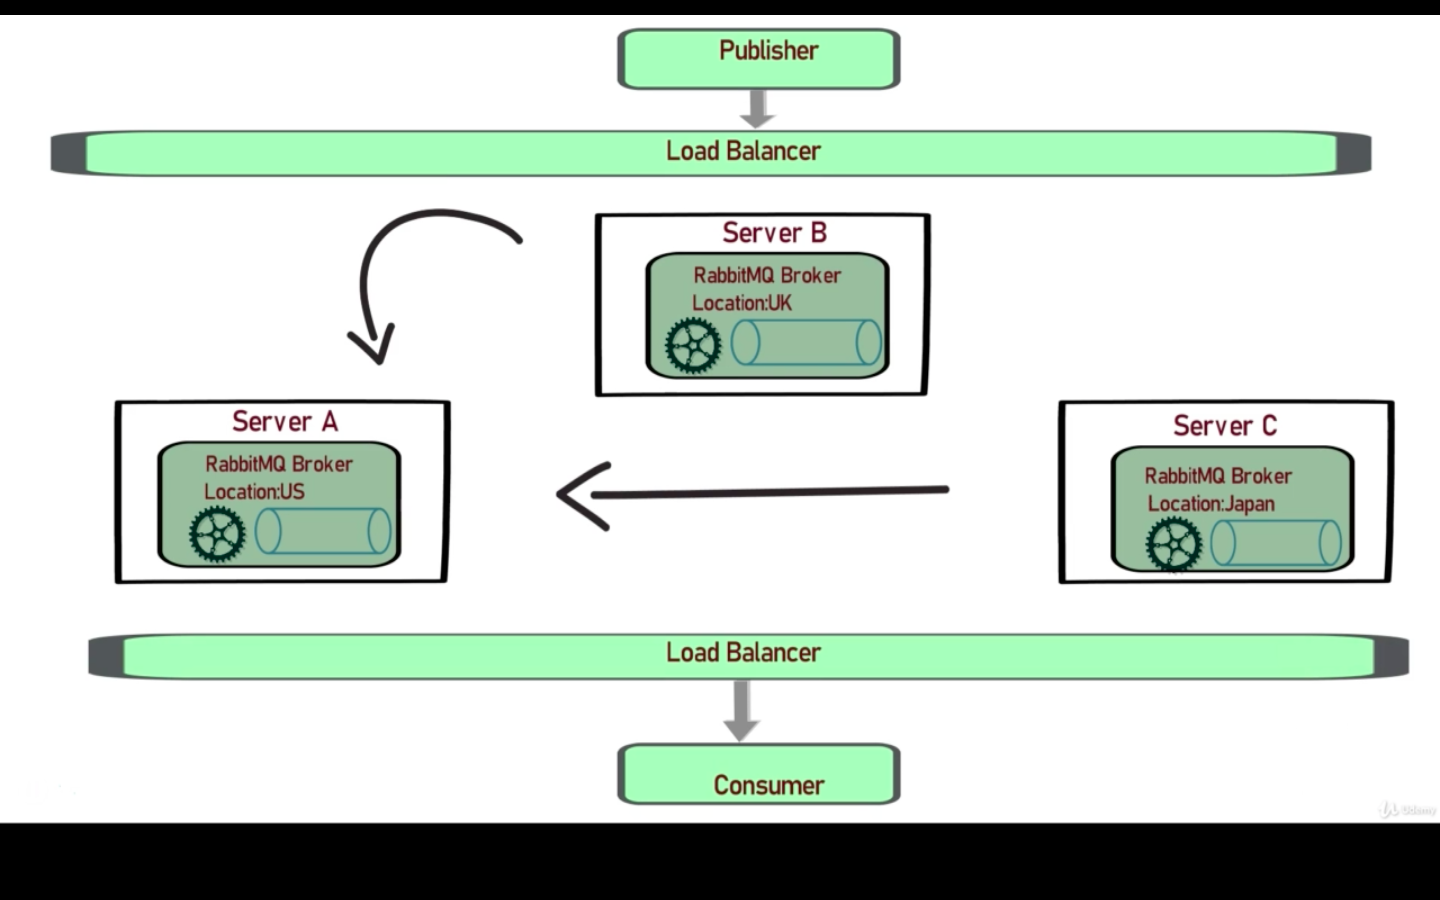 Publisher
Load Balancer
Server B
RabbitMQ Broker
Location:UK
Server A
RabbitMQ Broker
Location:US
Server C
RabbitMQ Broker
Location:Japan
Load Balancer
Consumer
Udemy